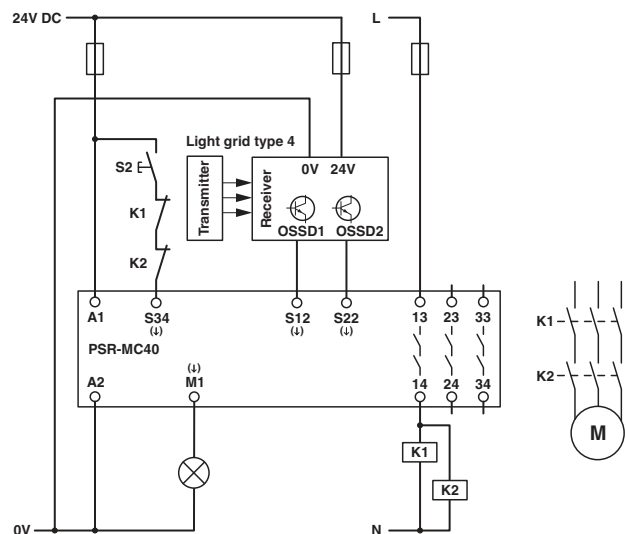 24V DC
L
Light grid type 4
S2
Transmitter
Receiver
0V 24V
K1
OSSD1 OSSD2
K2
A1 S34 S12 S22 13 23 33
(↓) (↓) (↓)
K1
PSR-MC40
(↓)
K2
A2 M1 14 24 34
M
K1
K2
0V N